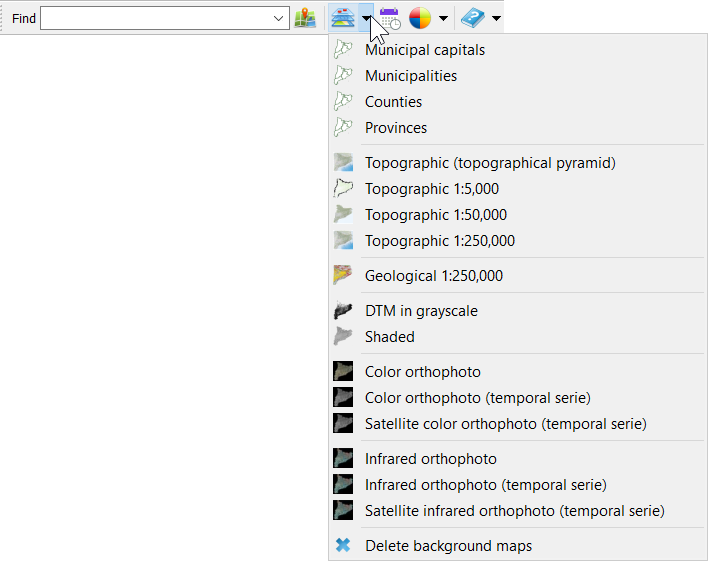 Find
Municipal capitals
Municipalities
Counties
Provinces
Topographic (topographical pyramid)
Topographic 1:5,000
Topographic 1:50,000
Topographic 1:250,000
Geological 1:250,000
DTM in grayscale
Shaded
Color orthophoto
Color orthophoto (temporal serie)
Satellite color orthophoto (temporal serie)
Infrared orthophoto
Infrared orthophoto (temporal serie)
Satellite infrared orthophoto (temporal serie)
Delete background maps